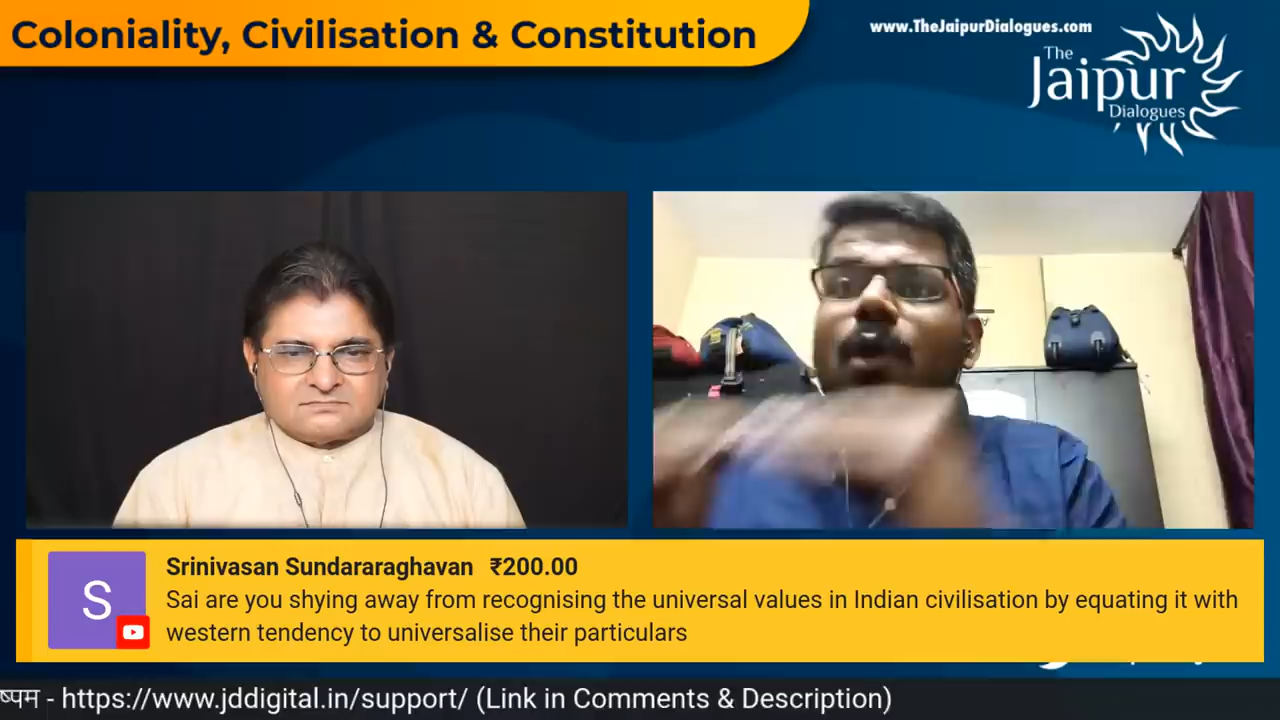 Coloniality, Civilisation & Constitution
www.TheJaipurDialogues.com
The
Jaipur
Dialogues
Srinivasan Sundararaghavan ₹200.00
S
Sai are you shying away from recognising the universal values in Indian civilisation by equating it with
western tendency to universalise their particulars
- https://www.jddigital.in/support/ (Link in Comments & Description)